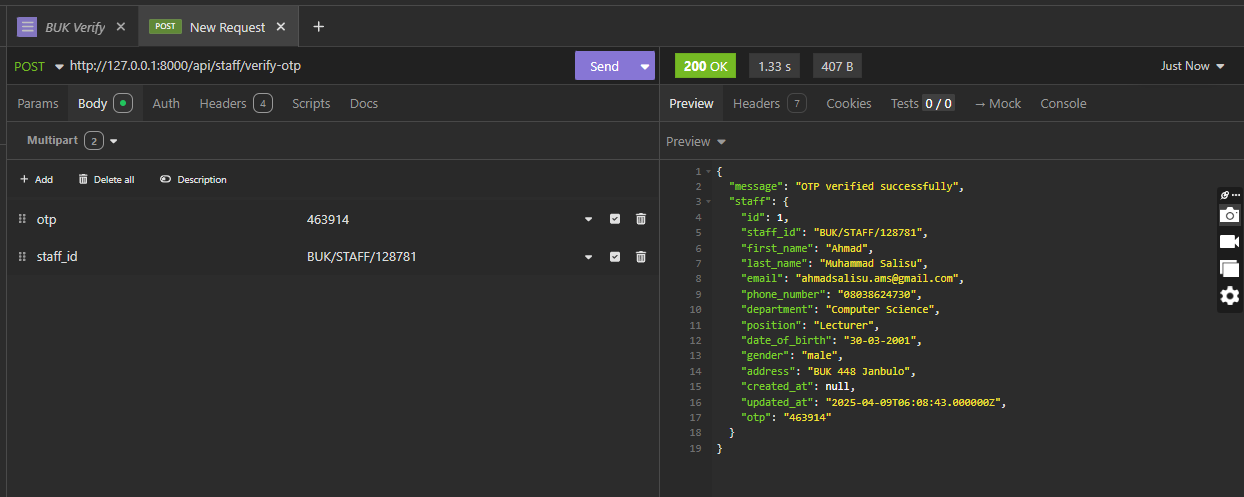 BUK Verify
POST New Request
POST http://127.0.0.1:8000/api/staff/verify-otp Send
Params Body Auth Headers 4 Scripts Docs
Multipart 2
Add Delete all Description
otp 463914
staff_id BUK/STAFF/128781
200 OK 1.33 s 407 B Just Now
Preview Headers 7 Cookies Tests 0 / 0 → Mock Console
Preview
1 {
2 "message": "OTP verified successfully",
3 "staff": {
4 "id": 1,
5 "staff_id": "BUK/STAFF/128781",
6 "first_name": "Ahmad",
7 "last_name": "Muhammad Salisu",
8 "email": "ahmadsalisu.ams@gmail.com",
9 "phone_number": "08038624730",
10 "department": "Computer Science",
11 "position": "Lecturer",
12 "date_of_birth": "30-03-2001",
13 "gender": "male",
14 "address": "BUK 448 Janbulo",
15 "created_at": null,
16 "updated_at": "2025-04-09T06:08:43.000000Z",
17 "otp": "463914"
18 }
19 }